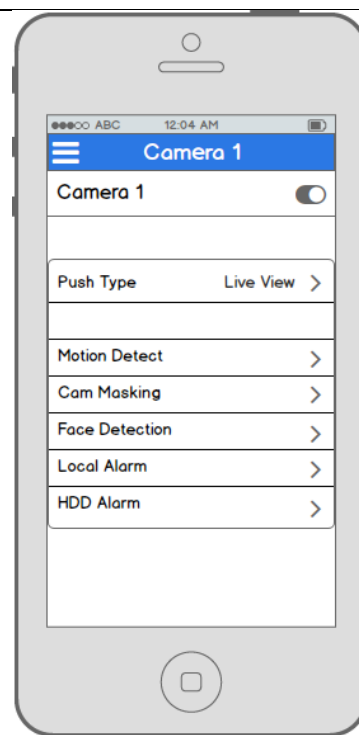 ABC 12:04 AM
Camera 1
Camera 1
Push Type Live View >
Motion Detect >
Cam Masking >
Face Detection >
Local Alarm >
HDD Alarm >